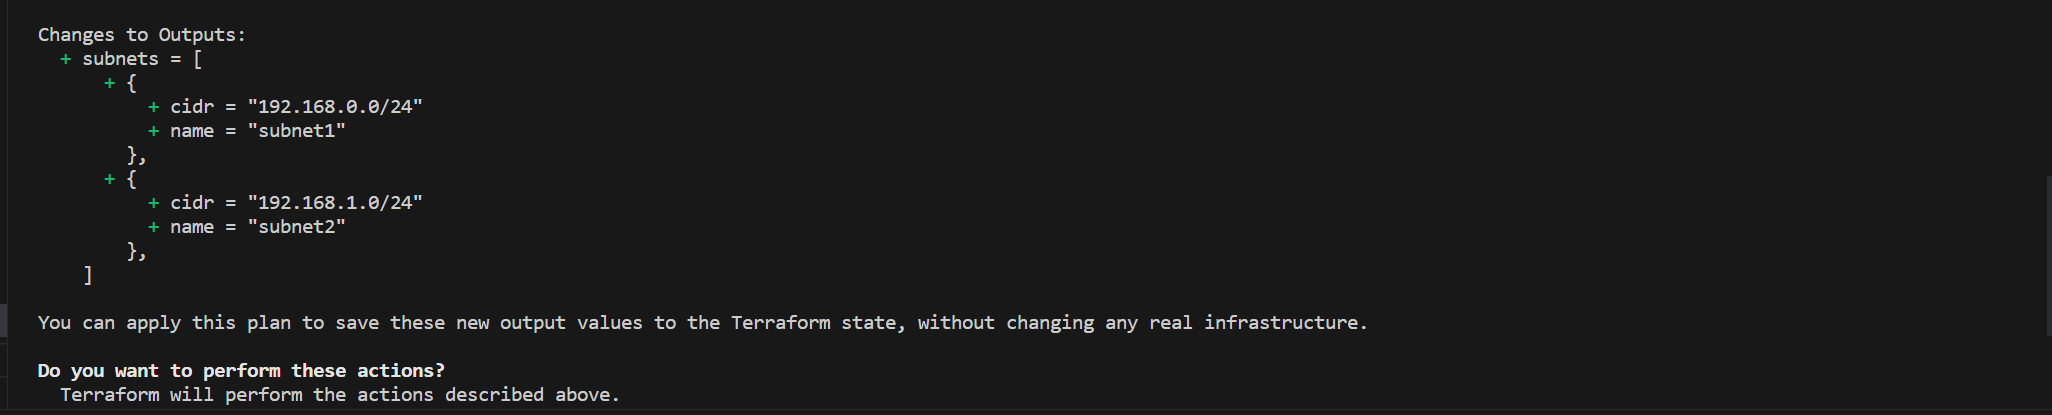 Changes to Outputs:
  + subnets = [
      + {
          + cidr = "192.168.0.0/24"
          + name = "subnet1"
        },
      + {
          + cidr = "192.168.1.0/24"
          + name = "subnet2"
        },
    ]
You can apply this plan to save these new output values to the Terraform state, without changing any real infrastructure.
Do you want to perform these actions?
  Terraform will perform the actions described above.